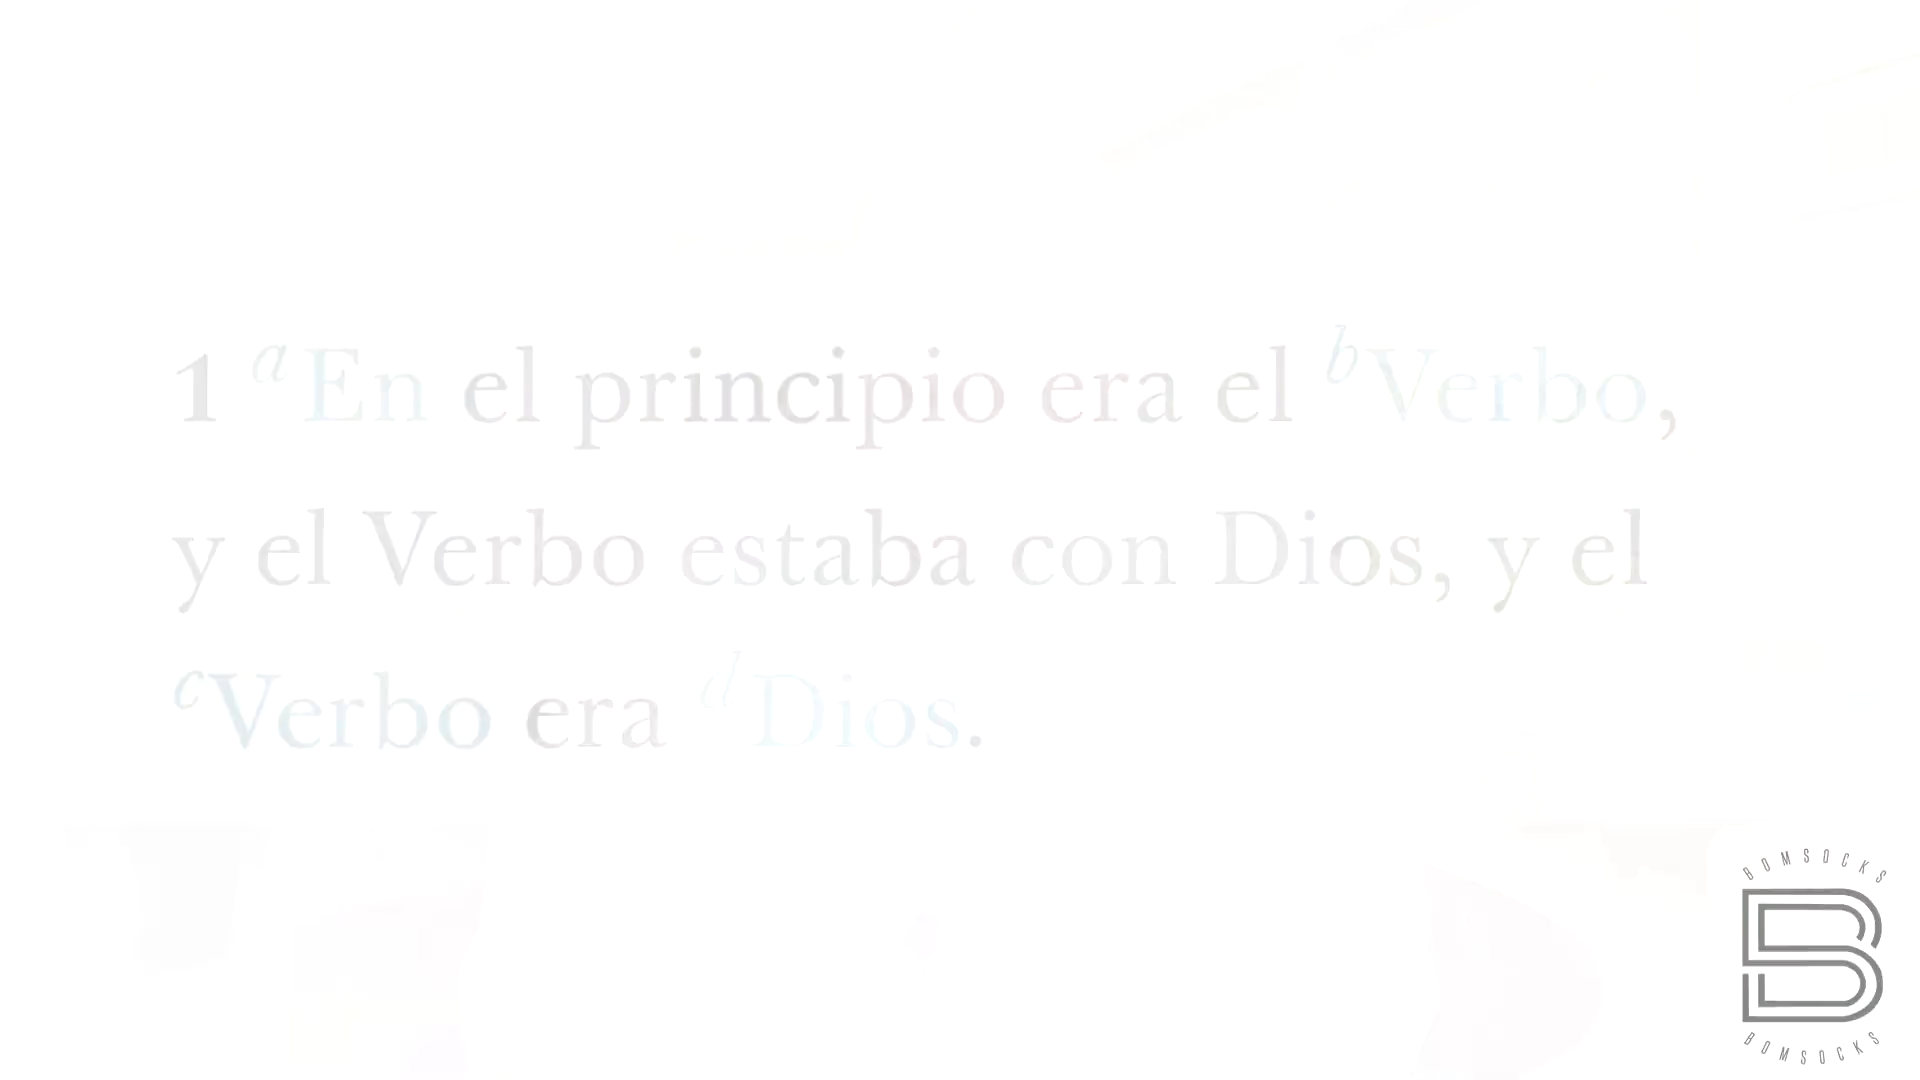 1 aEn el principio era el bVerbo,
y el Verbo estaba con Dios, y el
cVerbo era dDios.
BOMSOCKS
B
BOMSOCKS